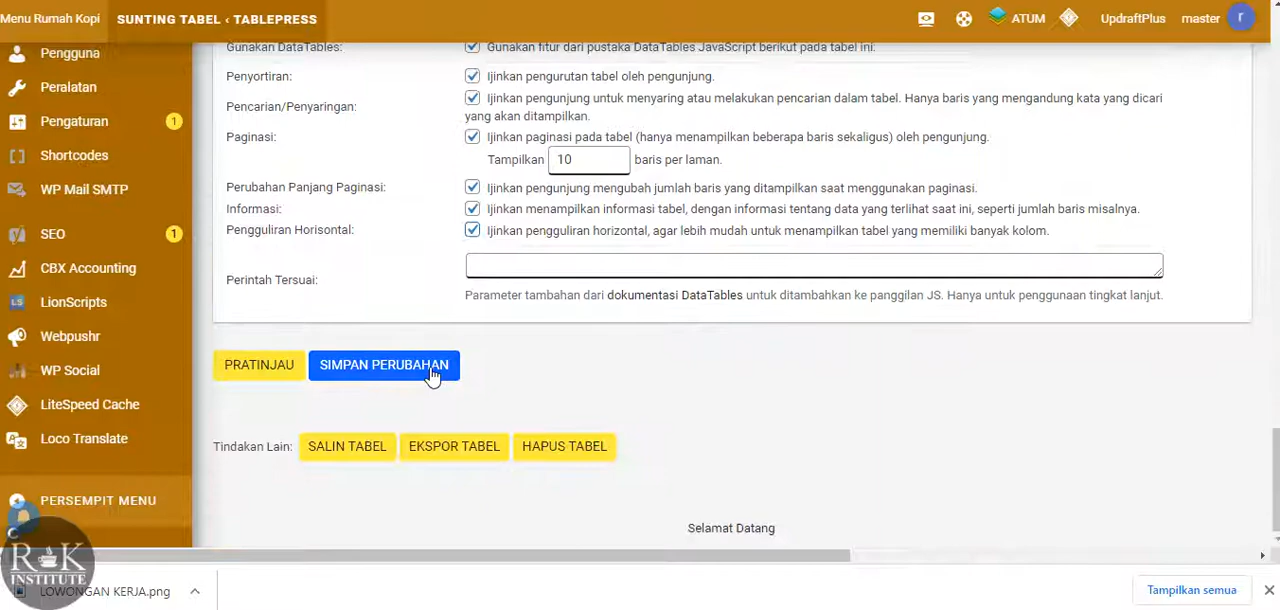 Menu Rumah Kopi
SUNTING TABEL ‹ TABLEPRESS
ATUM
UpdraftPlus
master
r
Pengguna
Peralatan
Pengaturan
1
Shortcodes
WP Mail SMTP
SEO
1
CBX Accounting
LionScripts
LS
Webpushr
WP Social
LiteSpeed Cache
Loco Translate
PERSEMPIT MENU
Gunakan DataTables:
Gunakan fitur dari pustaka DataTables JavaScript berikut pada tabel ini:
Penyortiran:
Ijinkan pengurutan tabel oleh pengunjung.
Pencarian/Penyaringan:
Ijinkan pengunjung untuk menyaring atau melakukan pencarian dalam tabel. Hanya baris yang mengandung kata yang dicari
yang akan ditampilkan.
Paginasi:
Ijinkan paginasi pada tabel (hanya menampilkan beberapa baris sekaligus) oleh pengunjung.
Tampilkan 10 baris per laman.
Perubahan Panjang Paginasi:
Ijinkan pengunjung mengubah jumlah baris yang ditampilkan saat menggunakan paginasi.
Informasi:
Ijinkan menampilkan informasi tabel, dengan informasi tentang data yang terlihat saat ini, seperti jumlah baris misalnya.
Pengguliran Horisontal:
Ijinkan pengguliran horizontal, agar lebih mudah untuk menampilkan tabel yang memiliki banyak kolom.
Perintah Tersuai:
Parameter tambahan dari dokumentasi DataTables untuk ditambahkan ke panggilan JS. Hanya untuk penggunaan tingkat lanjut.
PRATINJAU
SIMPAN PERUBAHAN
Tindakan Lain:
SALIN TABEL
EKSPOR TABEL
HAPUS TABEL
Selamat Datang
R K
INSTITUTE
LOWONGAN KERJA.png
Tampilkan semua